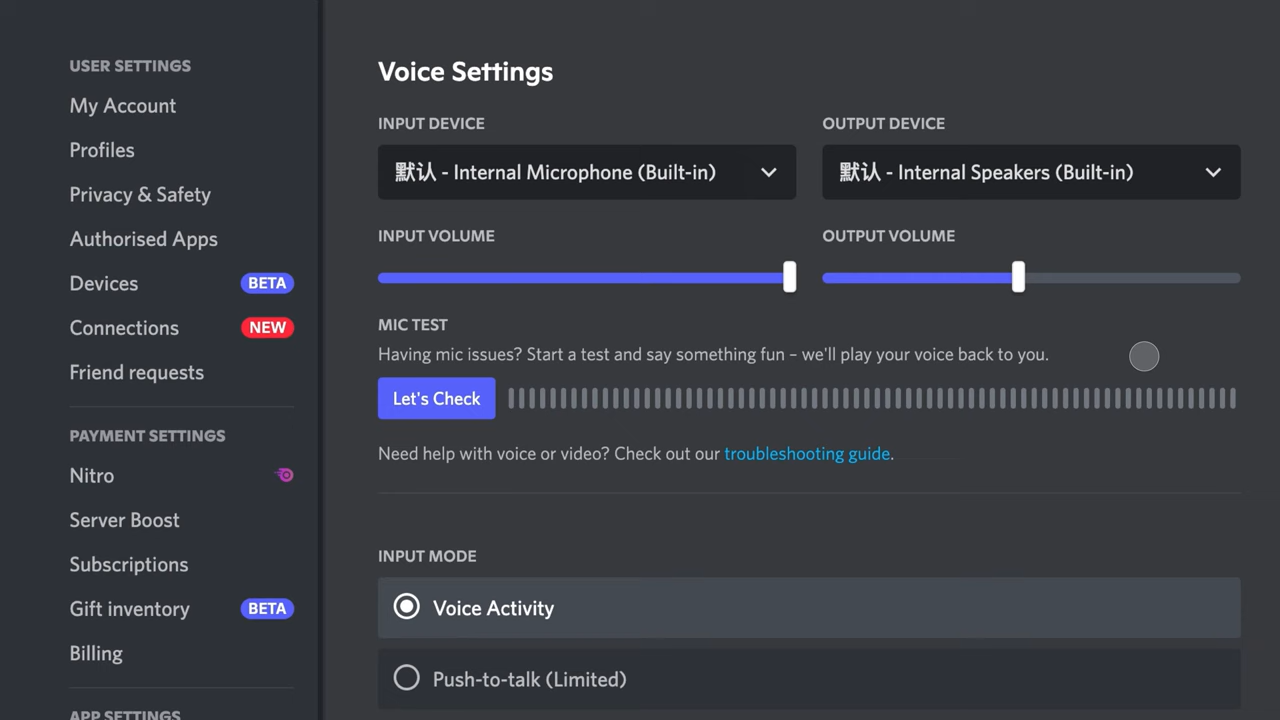 USER SETTINGS
My Account
Profiles
Privacy & Safety
Authorised Apps
Devices BETA
Connections NEW
Friend requests
PAYMENT SETTINGS
Nitro
Server Boost
Subscriptions
Gift inventory BETA
Billing
APP SETTINGS
Voice Settings
INPUT DEVICE
默认 - Internal Microphone (Built-in)
OUTPUT DEVICE
默认 - Internal Speakers (Built-in)
INPUT VOLUME
OUTPUT VOLUME
MIC TEST
Having mic issues? Start a test and say something fun – we'll play your voice back to you.
Let's Check
Need help with voice or video? Check out our troubleshooting guide.
INPUT MODE
Voice Activity
Push-to-talk (Limited)